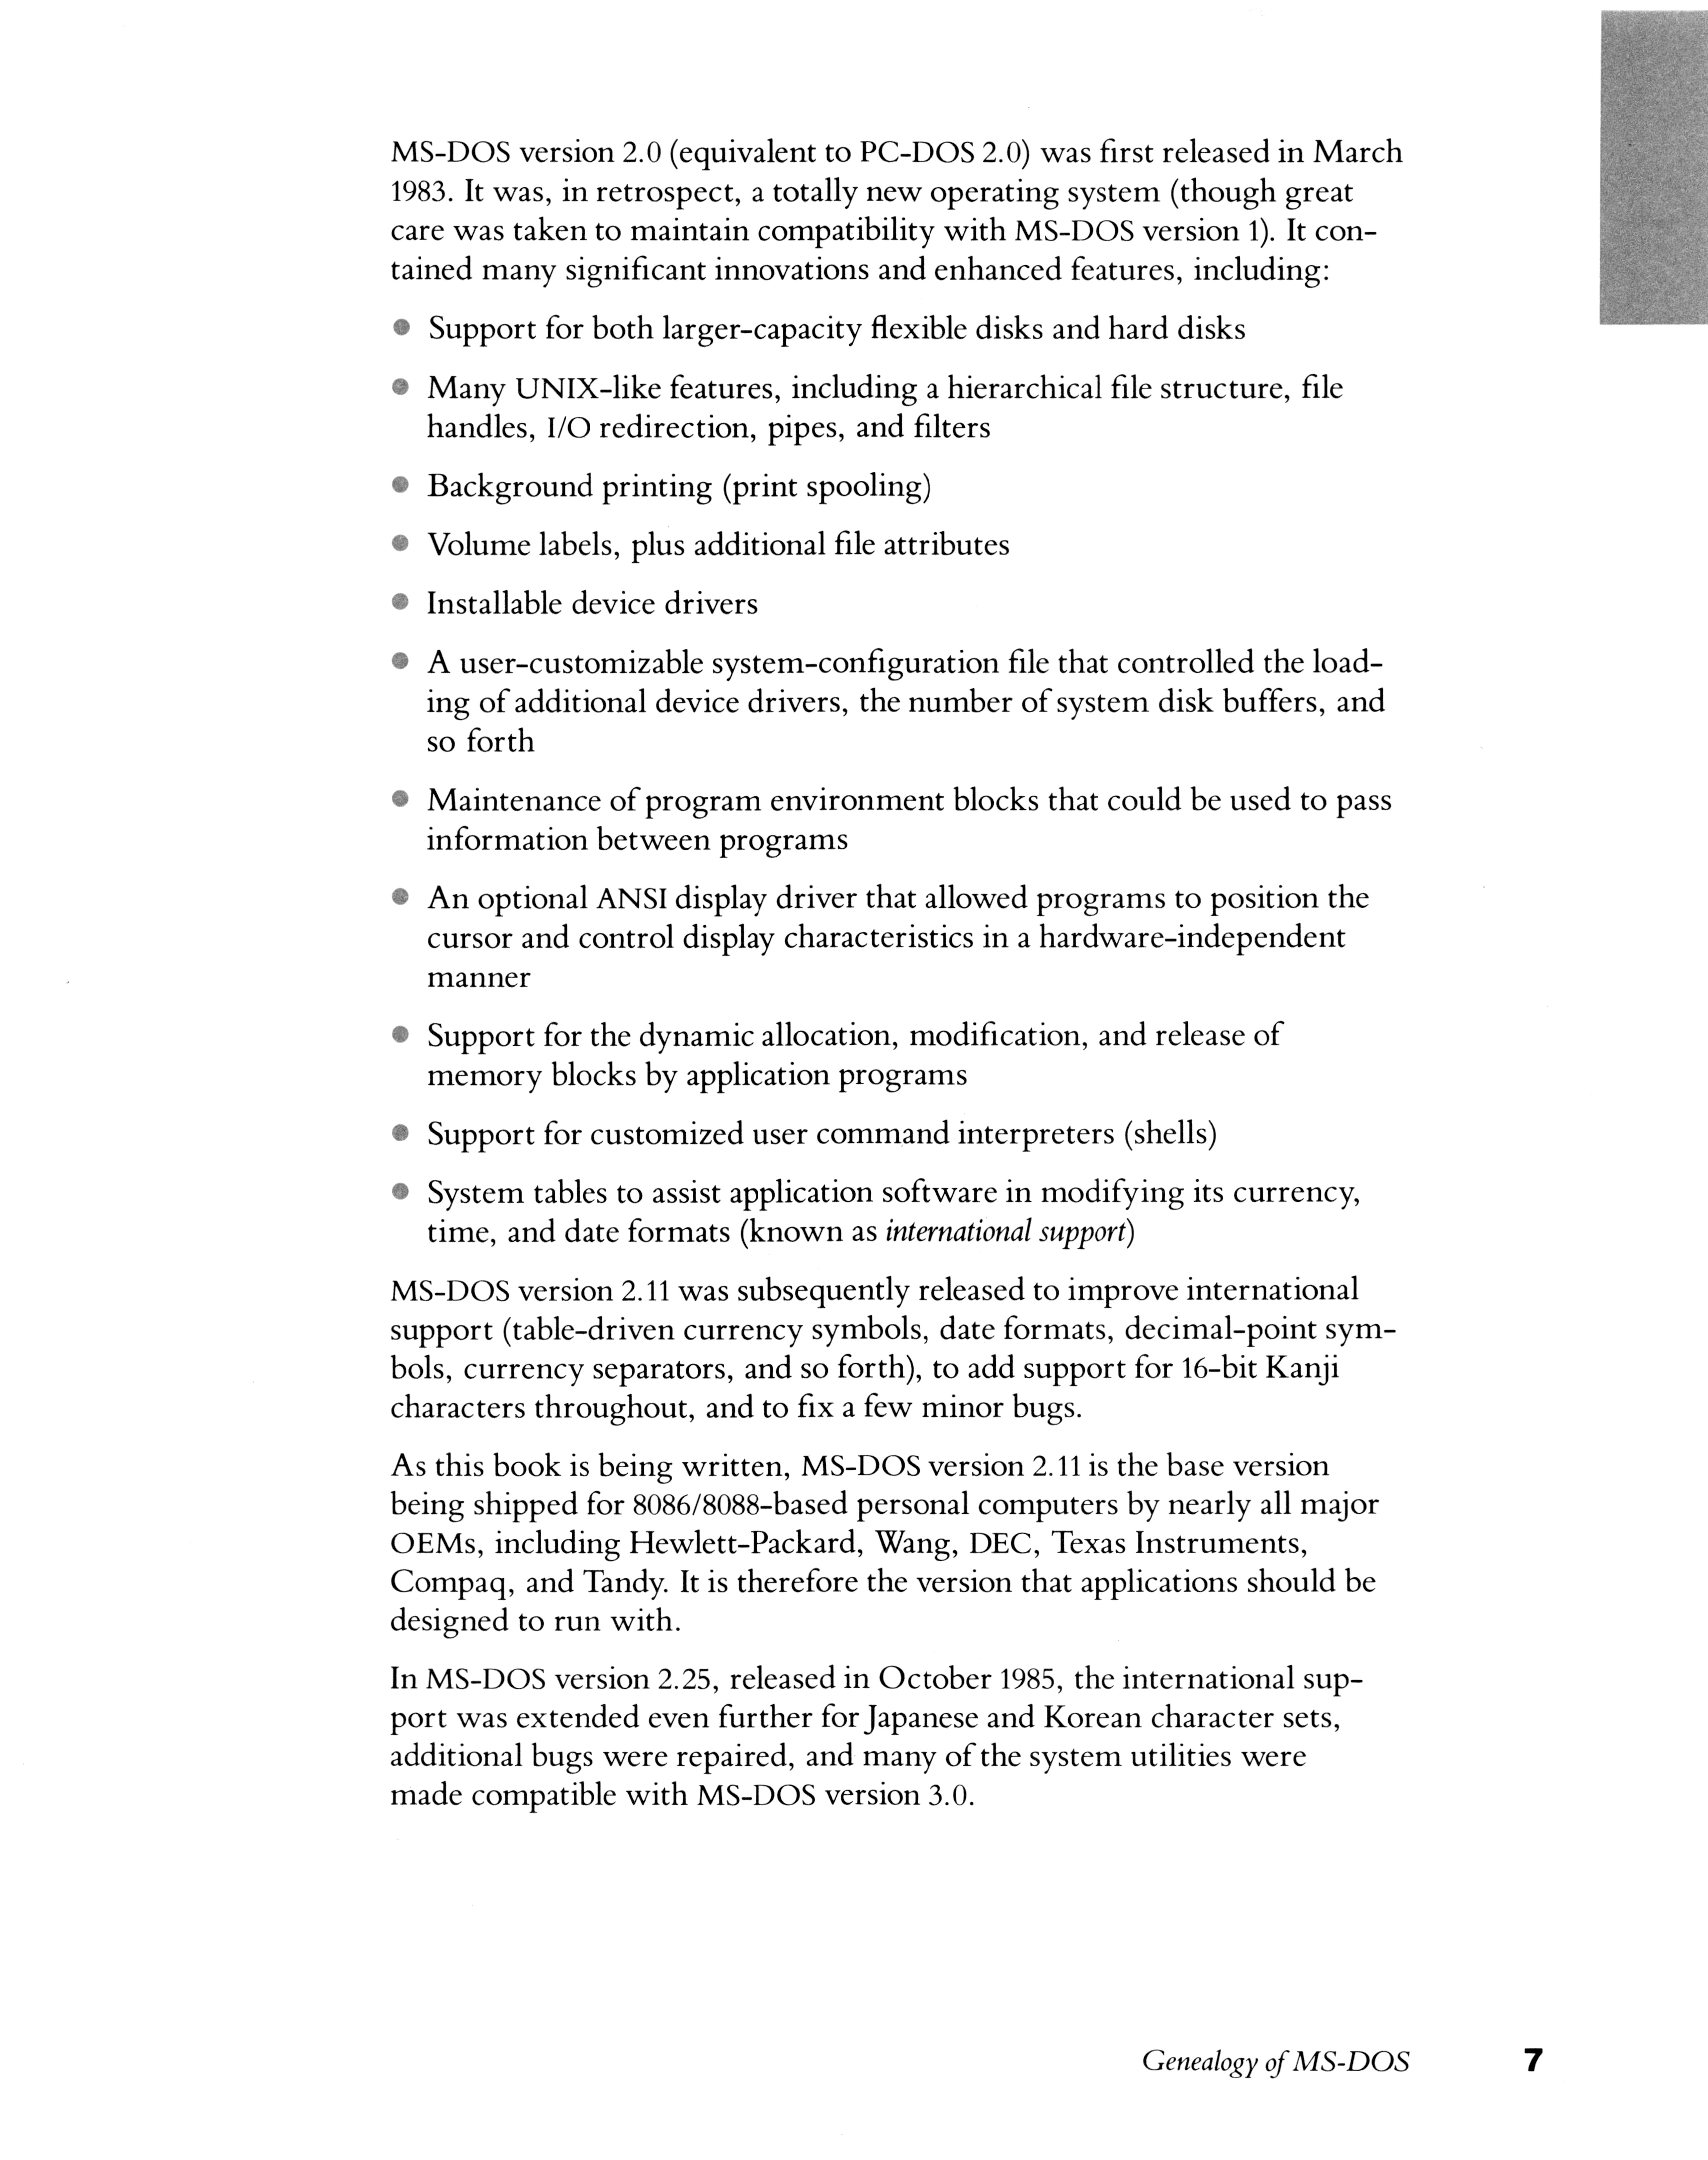 MS-DOS version 2.0 (equivalent to PC-DOS 2.0) was first released in March
1983. It was, in retrospect, a totally new operating system (though great
care was taken to maintain compatibility with MS-DOS version 1). It con-
tained many significant innovations and enhanced features, including:
● Support for both larger-capacity flexible disks and hard disks
● Many UNIX-like features, including a hierarchical file structure, file
handles, I/O redirection, pipes, and filters
● Background printing (print spooling)
● Volume labels, plus additional file attributes
● Installable device drivers
● A user-customizable system-configuration file that controlled the load-
ing of additional device drivers, the number of system disk buffers, and
so forth
● Maintenance of program environment blocks that could be used to pass
information between programs
● An optional ANSI display driver that allowed programs to position the
cursor and control display characteristics in a hardware-independent
manner
● Support for the dynamic allocation, modification, and release of
memory blocks by application programs
● Support for customized user command interpreters (shells)
● System tables to assist application software in modifying its currency,
time, and date formats (known as international support)
MS-DOS version 2.11 was subsequently released to improve international
support (table-driven currency symbols, date formats, decimal-point sym-
bols, currency separators, and so forth), to add support for 16-bit Kanji
characters throughout, and to fix a few minor bugs.
As this book is being written, MS-DOS version 2.11 is the base version
being shipped for 8086/8088-based personal computers by nearly all major
OEMs, including Hewlett-Packard, Wang, DEC, Texas Instruments,
Compaq, and Tandy. It is therefore the version that applications should be
designed to run with.
In MS-DOS version 2.25, released in October 1985, the international sup-
port was extended even further for Japanese and Korean character sets,
additional bugs were repaired, and many of the system utilities were
made compatible with MS-DOS version 3.0.
Genealogy of MS-DOS 7